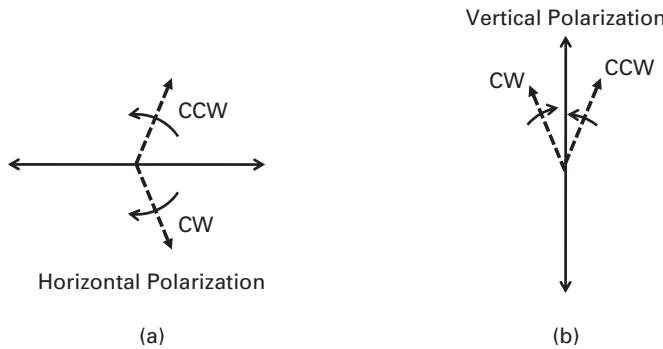 Vertical Polarization
CCW
CW
Horizontal Polarization
(a)
CW
CCW
(b)